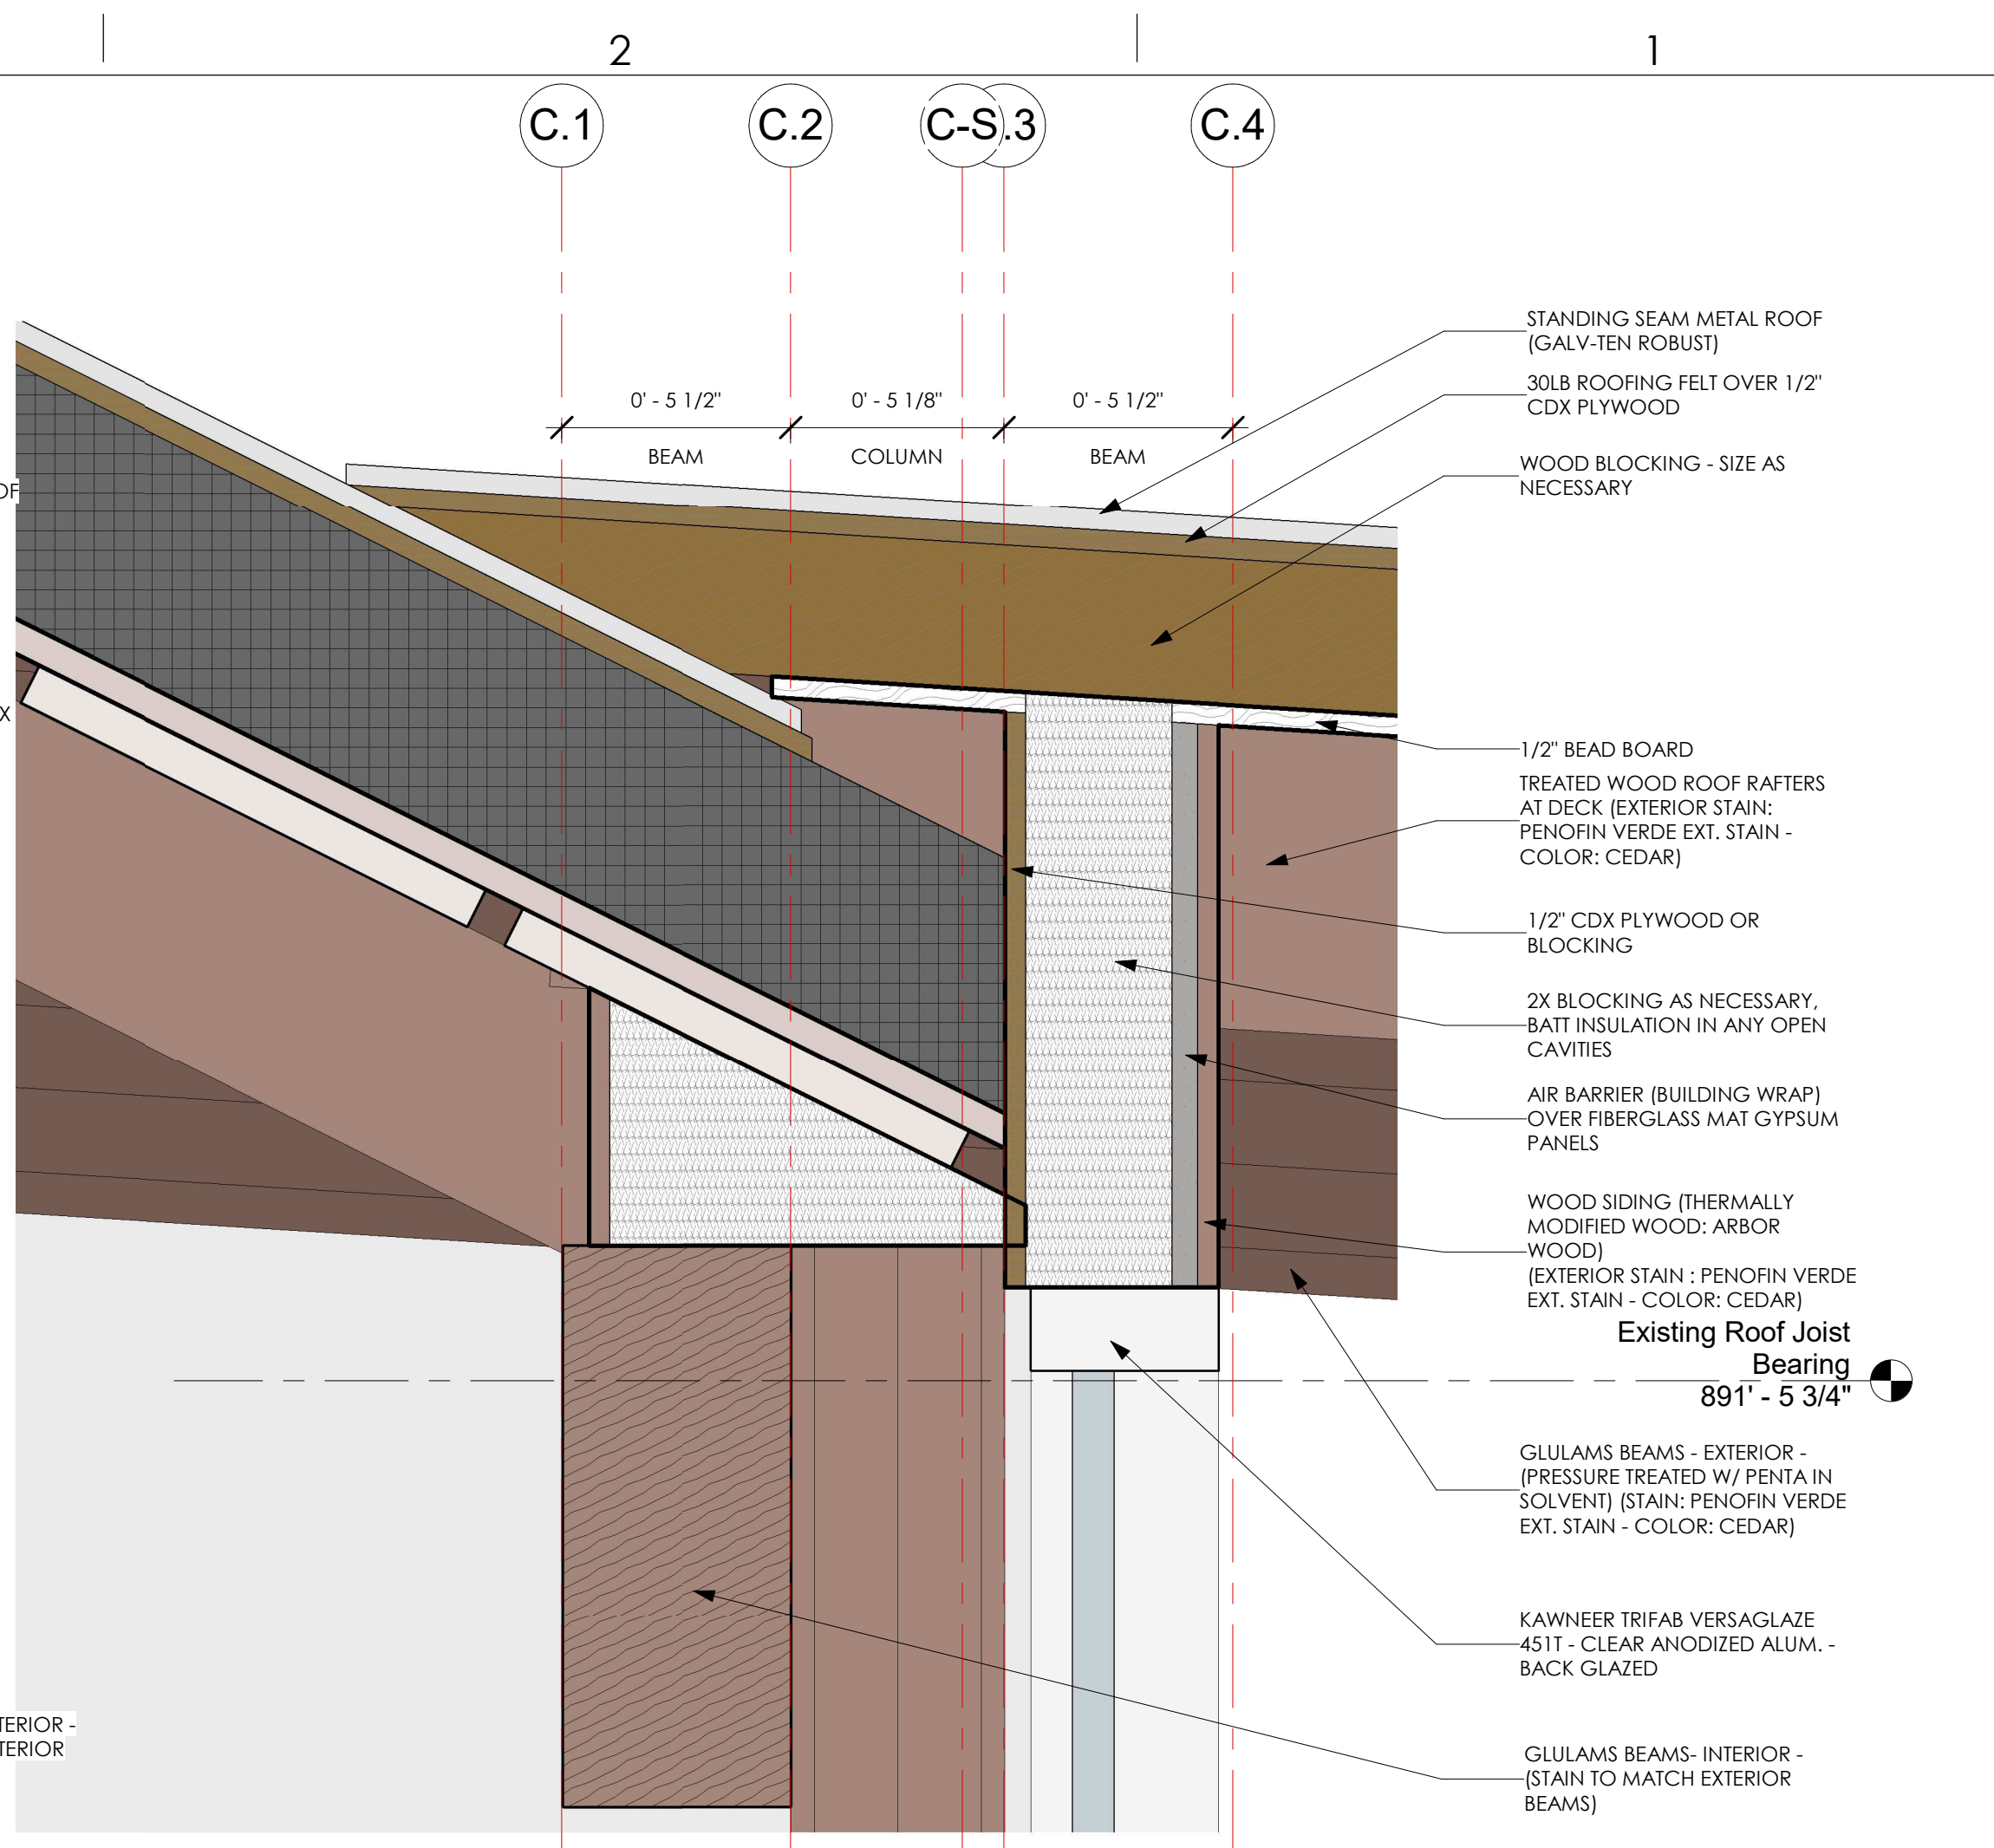 2
1
C.1
C.2
C-S
.3
C.4
STANDING SEAM METAL ROOF
(GALV-TEN ROBUST)
30LB ROOFING FELT OVER 1/2"
CDX PLYWOOD
0' - 5 1/2"
0' - 5 1/8"
0' - 5 1/2"
BEAM
COLUMN
BEAM
WOOD BLOCKING - SIZE AS
NECESSARY
OF
X
1/2" BEAD BOARD
TREATED WOOD ROOF RAFTERS
AT DECK (EXTERIOR STAIN:
PENOFIN VERDE EXT. STAIN -
COLOR: CEDAR)
1/2" CDX PLYWOOD OR
BLOCKING
2X BLOCKING AS NECESSARY,
BATT INSULATION IN ANY OPEN
CAVITIES
AIR BARRIER (BUILDING WRAP)
OVER FIBERGLASS MAT GYPSUM
PANELS
WOOD SIDING (THERMALLY
MODIFIED WOOD: ARBOR
WOOD)
(EXTERIOR STAIN : PENOFIN VERDE
EXT. STAIN - COLOR: CEDAR)
Existing Roof Joist
Bearing
891' - 5 3/4"
GLULAMS BEAMS - EXTERIOR -
(PRESSURE TREATED W/ PENTA IN
SOLVENT) (STAIN: PENOFIN VERDE
EXT. STAIN - COLOR: CEDAR)
KAWNEER TRIFAB VERSAGLAZE
451T - CLEAR ANODIZED ALUM. -
BACK GLAZED
TERIOR -
TERIOR
GLULAMS BEAMS- INTERIOR -
(STAIN TO MATCH EXTERIOR
BEAMS)